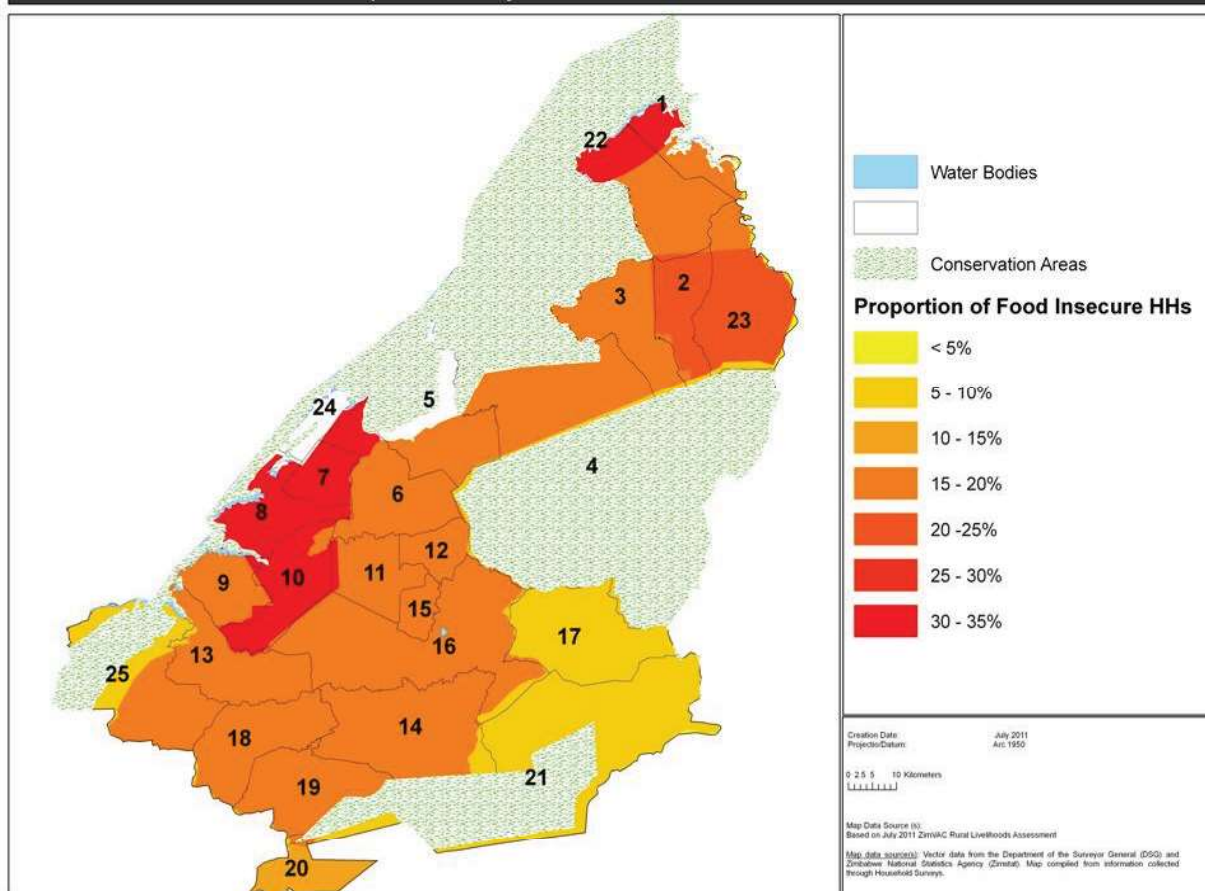 1
22
3
2
23
24
5
4
7
6
8
12
9
10
11
15
17
16
13
25
14
18
21
19
20
Water Bodies
Conservation Areas
Proportion of Food Insecure HHs
< 5%
5 - 10%
10 - 15%
15 - 20%
20 -25%
25 - 30%
30 - 35%
Creation Date: July 2011
Projectio/Datum: Arc 1950
0 2.5 5 10 Kilometers
Map Data Source (s):
Based on July 2011 ZimVAC Rural Livelihoods Assessment
Map data source(s): Vector data from the Department of the Surveyor General (DSG) and
Zimbabwe National Statistics Agency (Zimstat). Map compiled from information collected
through Household Surveys.